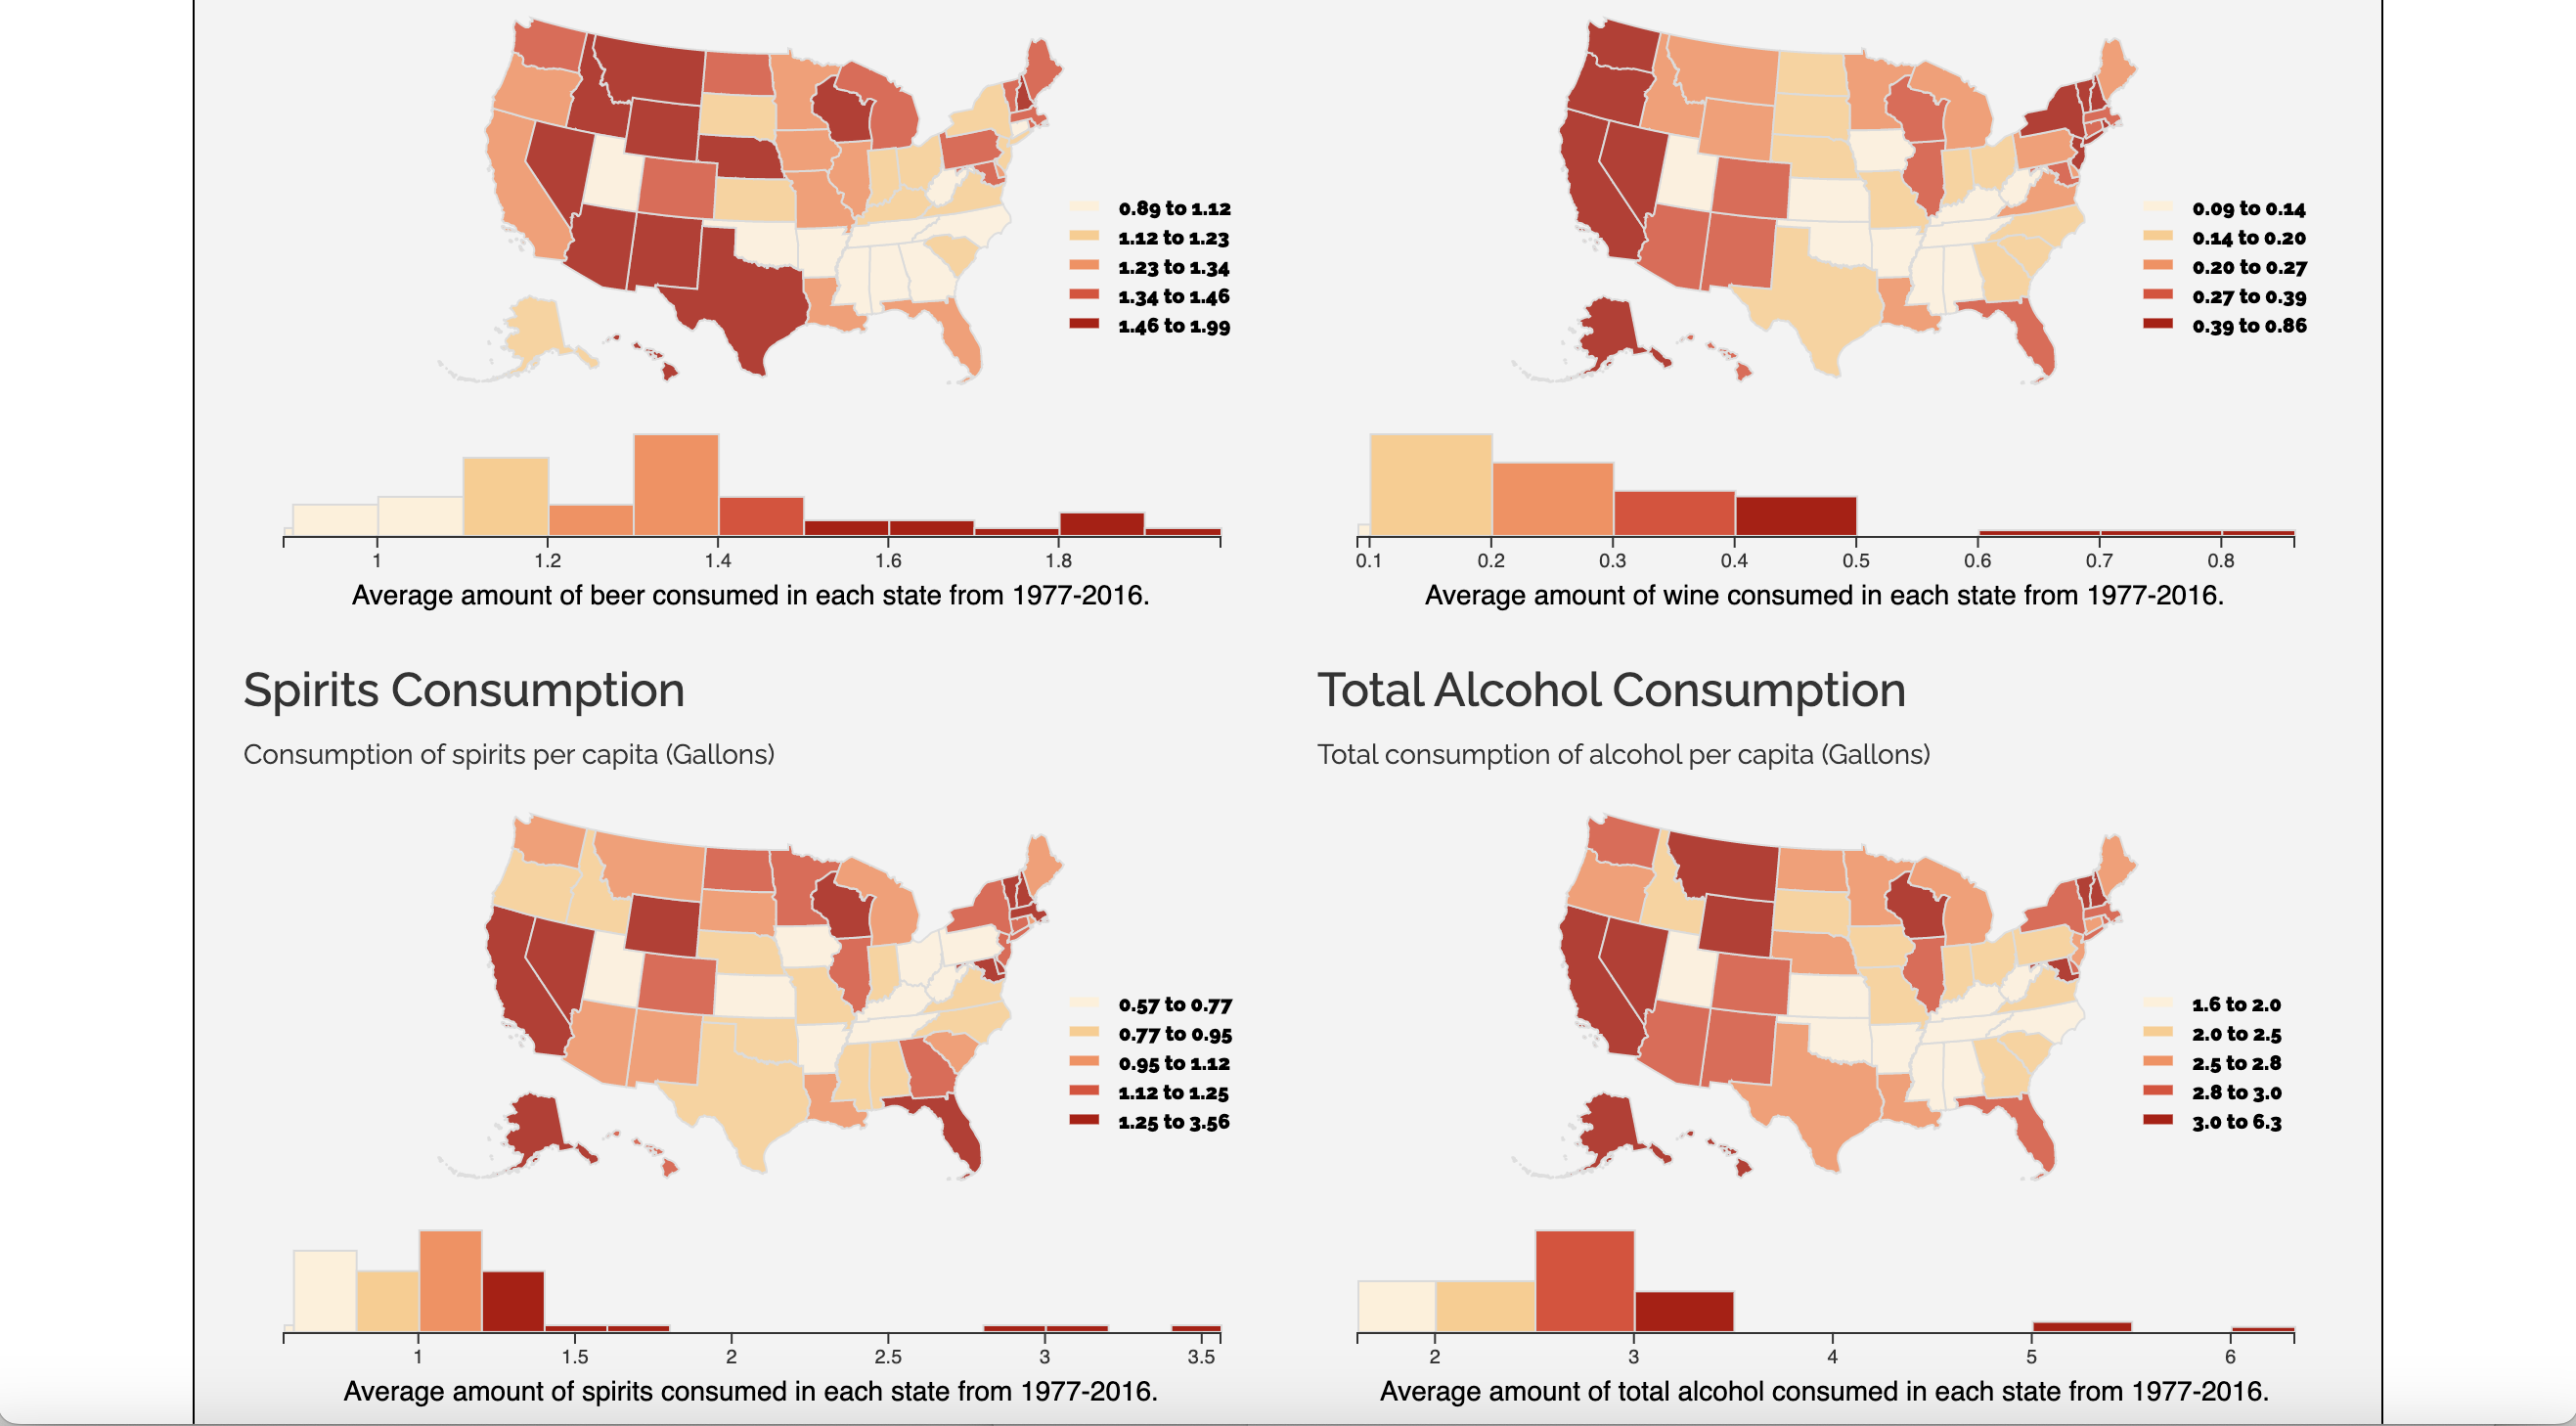 0.89 to 1.12
1.12 to 1.23
1.23 to 1.34
1.34 to 1.46
1.46 to 1.99
1
1.2
1.4
1.6
1.8
Average amount of beer consumed in each state from 1977-2016.
0.09 to 0.14
0.14 to 0.20
0.20 to 0.27
0.27 to 0.39
0.39 to 0.86
0.1
0.2
0.3
0.4
0.5
0.6
0.7
0.8
Average amount of wine consumed in each state from 1977-2016.
Spirits Consumption
Consumption of spirits per capita (Gallons)
0.57 to 0.77
0.77 to 0.95
0.95 to 1.12
1.12 to 1.25
1.25 to 3.56
1
1.5
2
2.5
3
3.5
Average amount of spirits consumed in each state from 1977-2016.
Total Alcohol Consumption
Total consumption of alcohol per capita (Gallons)
1.6 to 2.0
2.0 to 2.5
2.5 to 2.8
2.8 to 3.0
3.0 to 6.3
2
3
4
5
6
Average amount of total alcohol consumed in each state from 1977-2016.